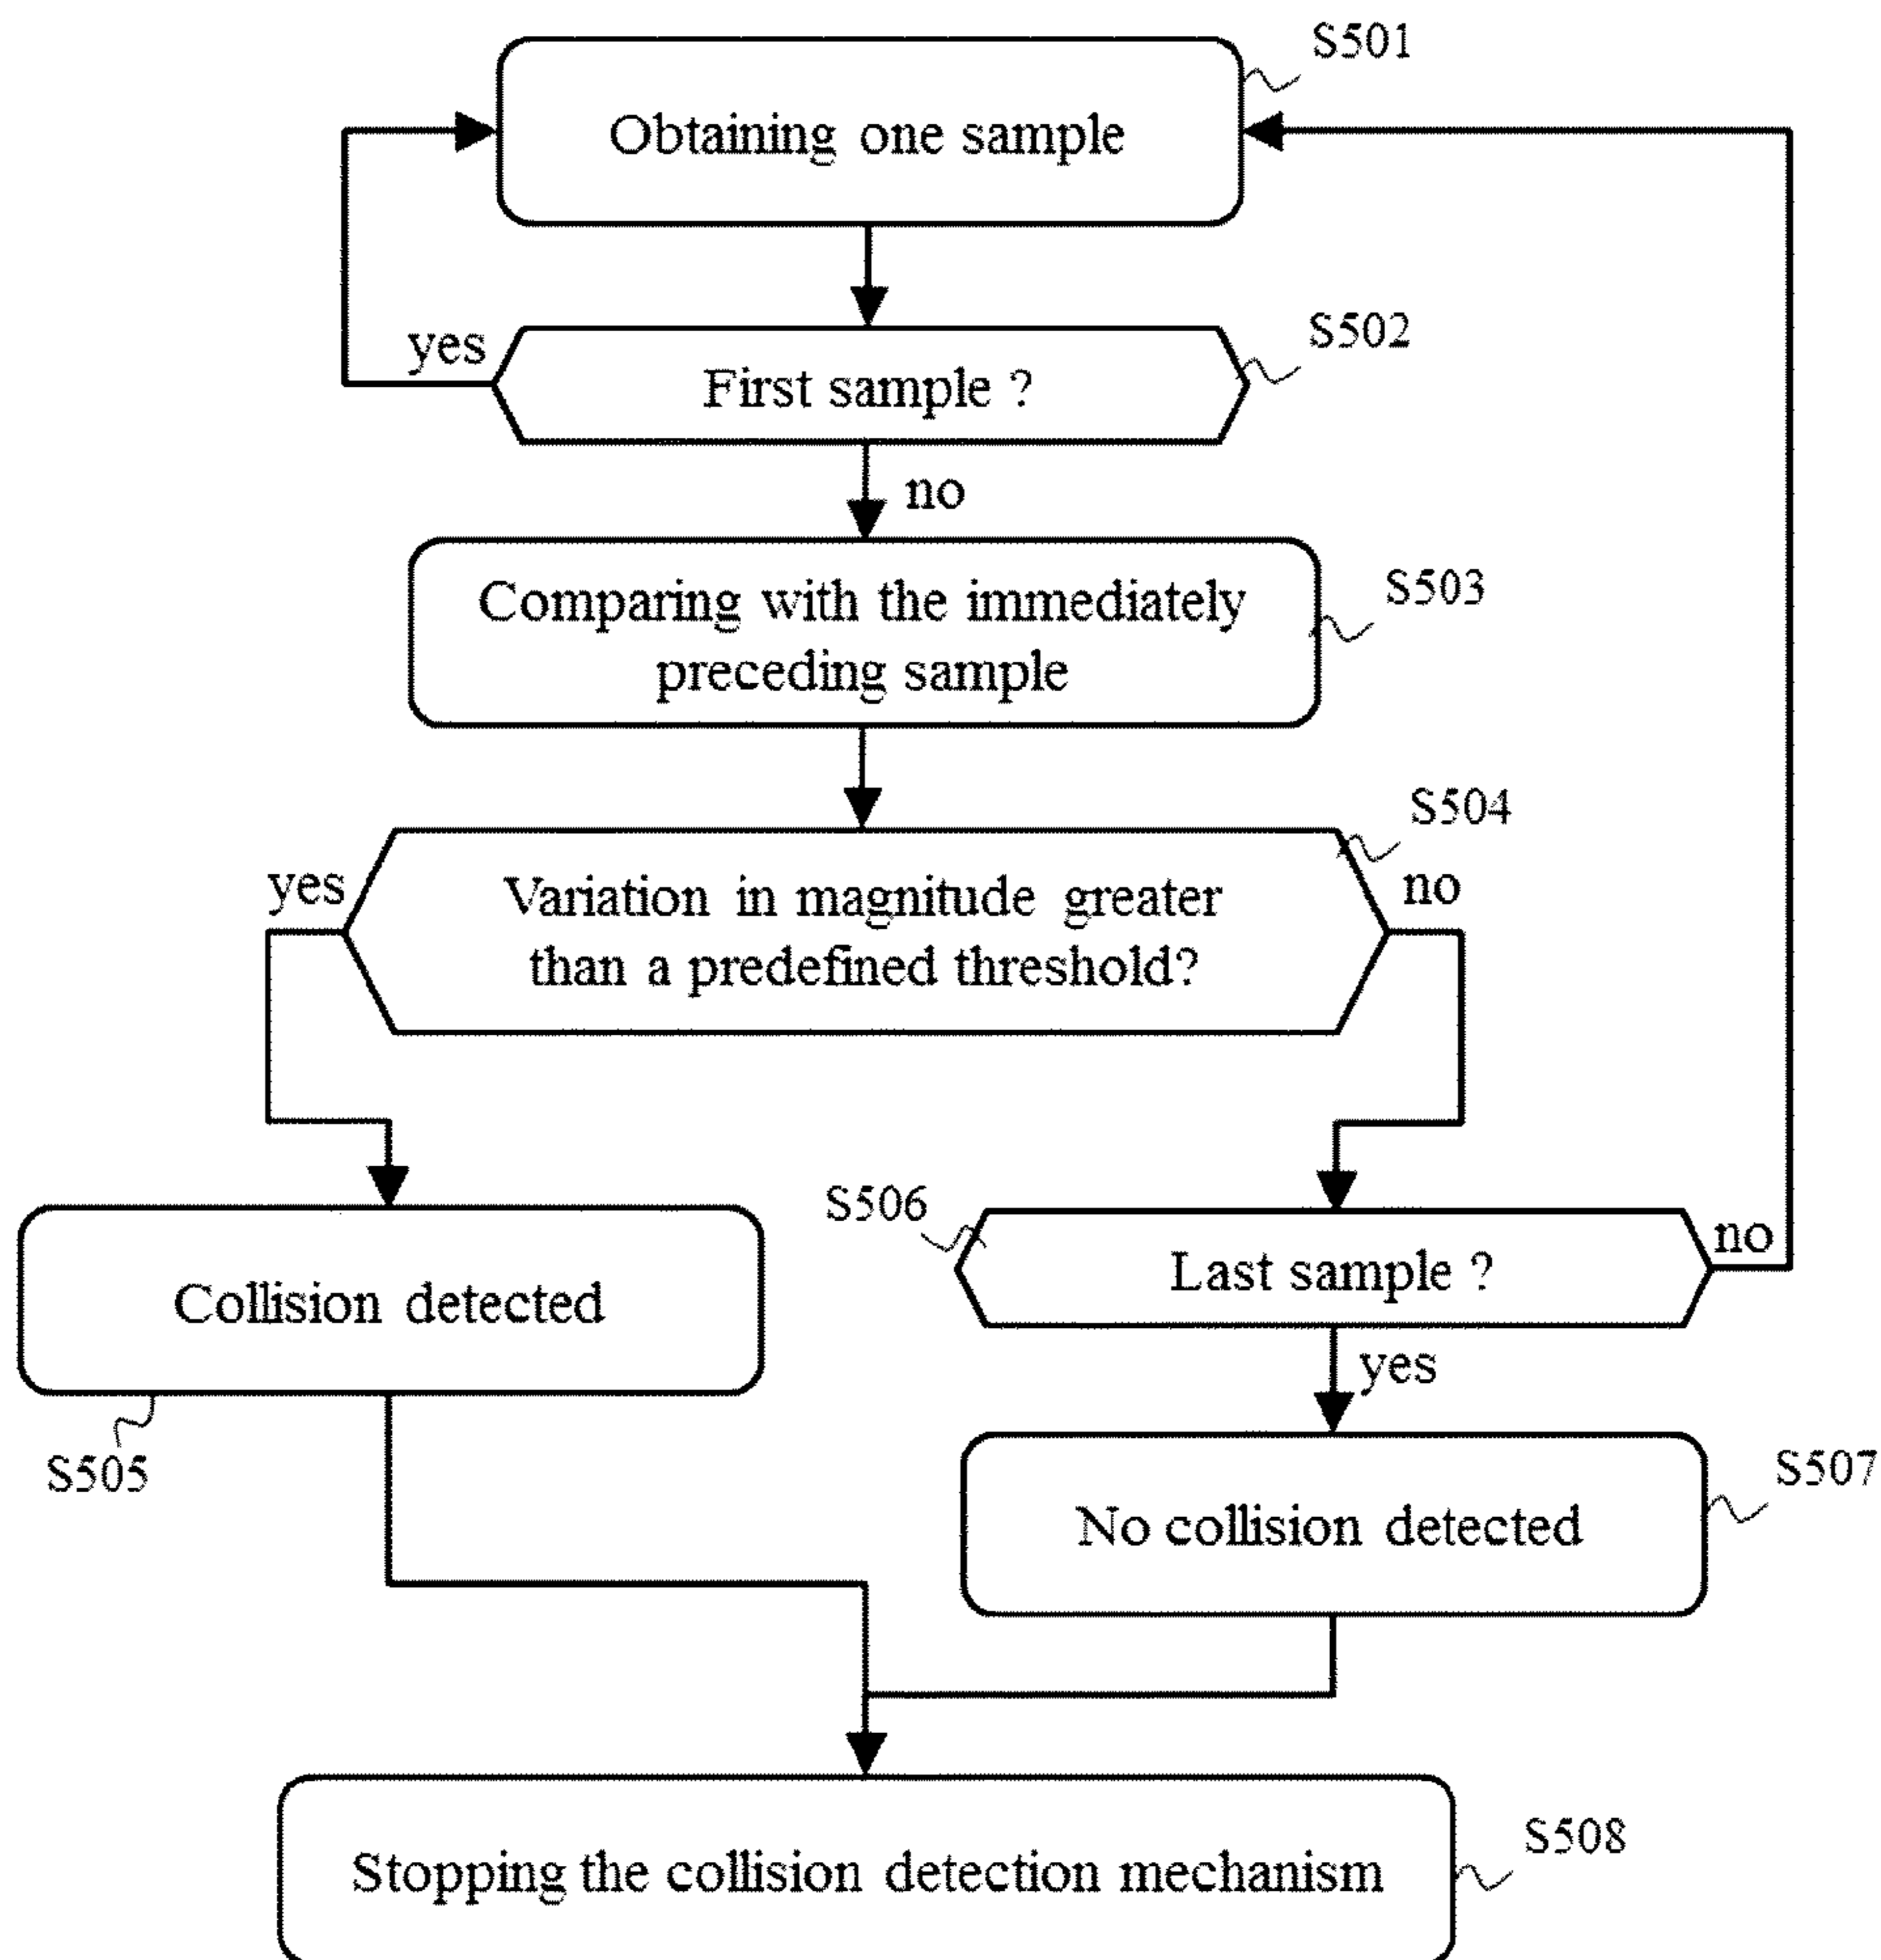 S501
Obtaining one sample
S502
yes
First sample ?
no
S503
Comparing with the immediately
preceding sample
S504
yes
no
Variation in magnitude greater
than a predefined threshold?
S506
no
Last sample ?
Collision detected
yes
S505
S507
No collision detected
S508
Stopping the collision detection mechanism